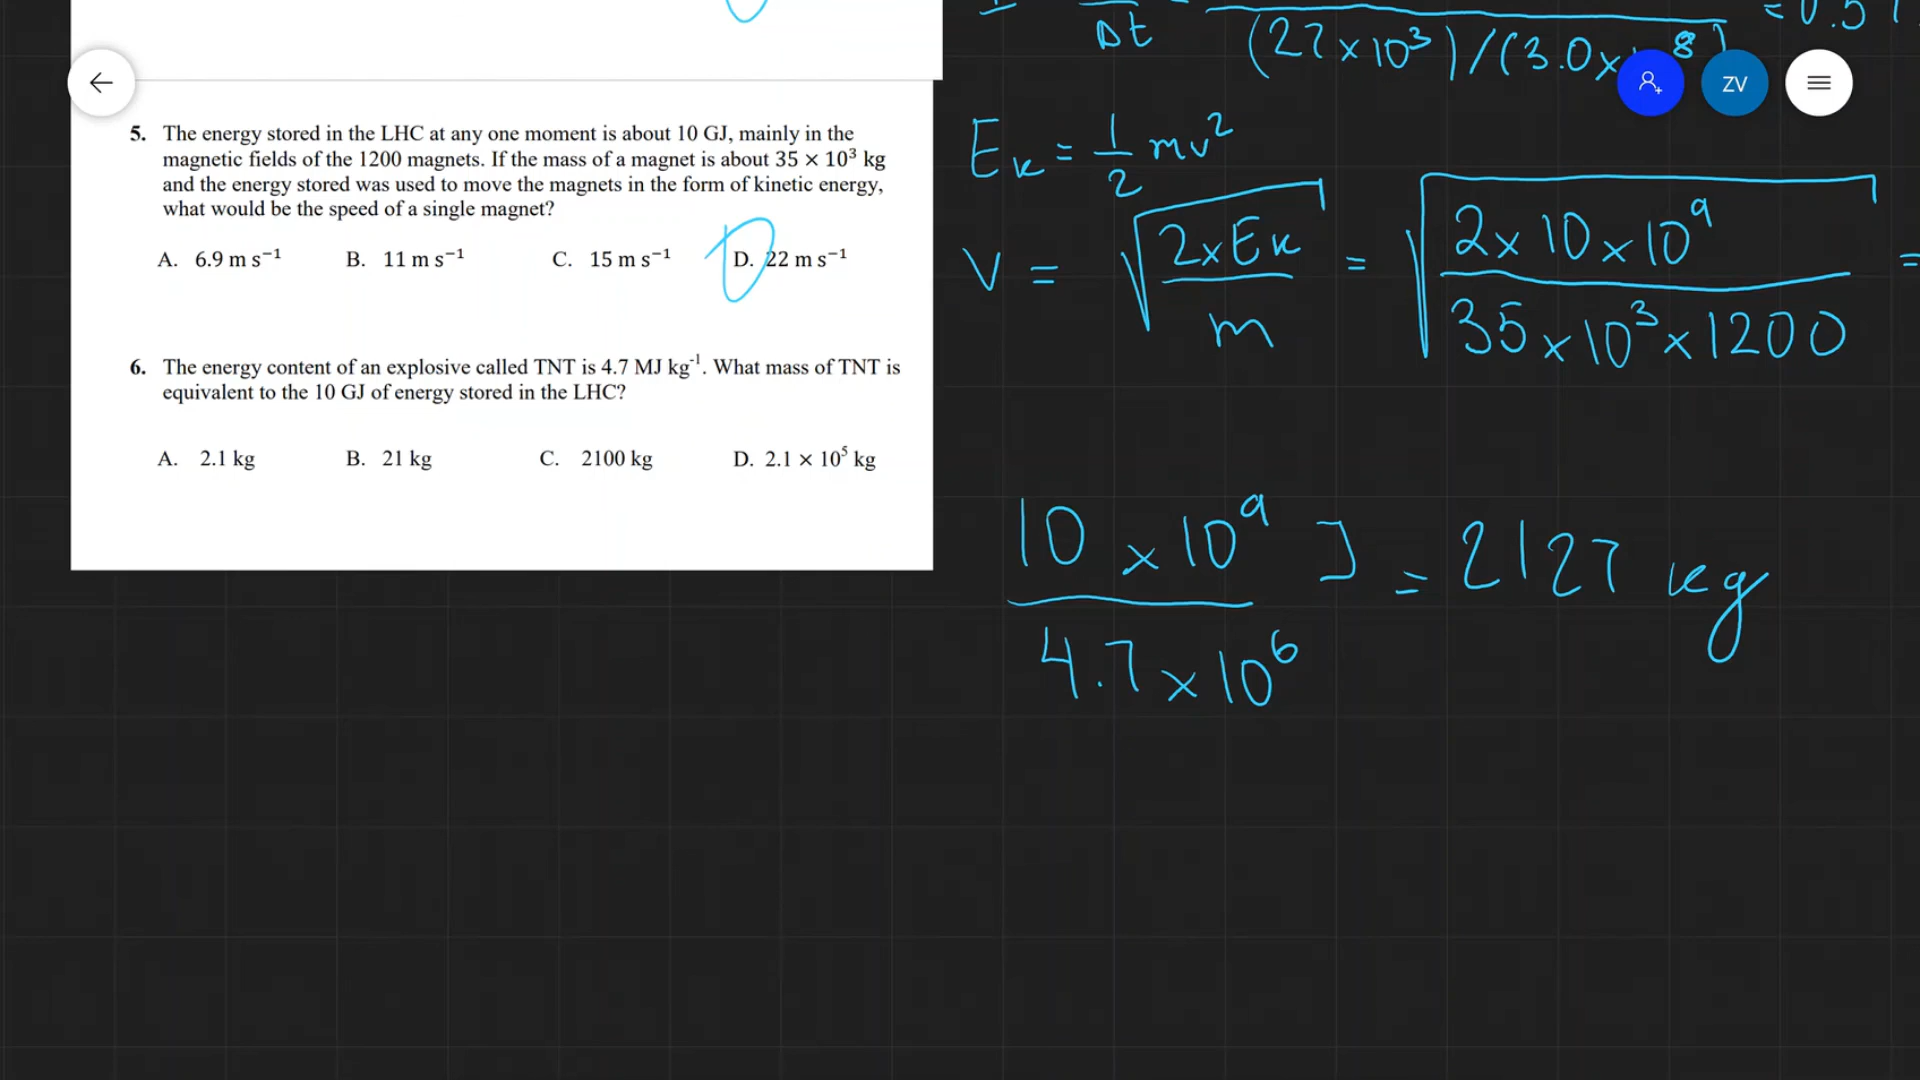 5. The energy stored in the LHC at any one moment is about 10 GJ, mainly in the
magnetic fields of the 1200 magnets. If the mass of a magnet is about 35 × 10³ kg
and the energy stored was used to move the magnets in the form of kinetic energy,
what would be the speed of a single magnet?
A. 6.9 m s⁻¹ B. 11 m s⁻¹ C. 15 m s⁻¹ D. 22 m s⁻¹
6. The energy content of an explosive called TNT is 4.7 MJ kg⁻¹. What mass of TNT is
equivalent to the 10 GJ of energy stored in the LHC?
A. 2.1 kg B. 21 kg C. 2100 kg D. 2.1 × 10⁵ kg
Δt
(27×10³)/(3.0× 8)
ZV
Eₖ = 1/2 mv²
V = √(2×Eₖ/m) = √(2×10×10⁹/35×10³×1200) =
10×10⁹ J = 2127 kg
4.7×10⁶